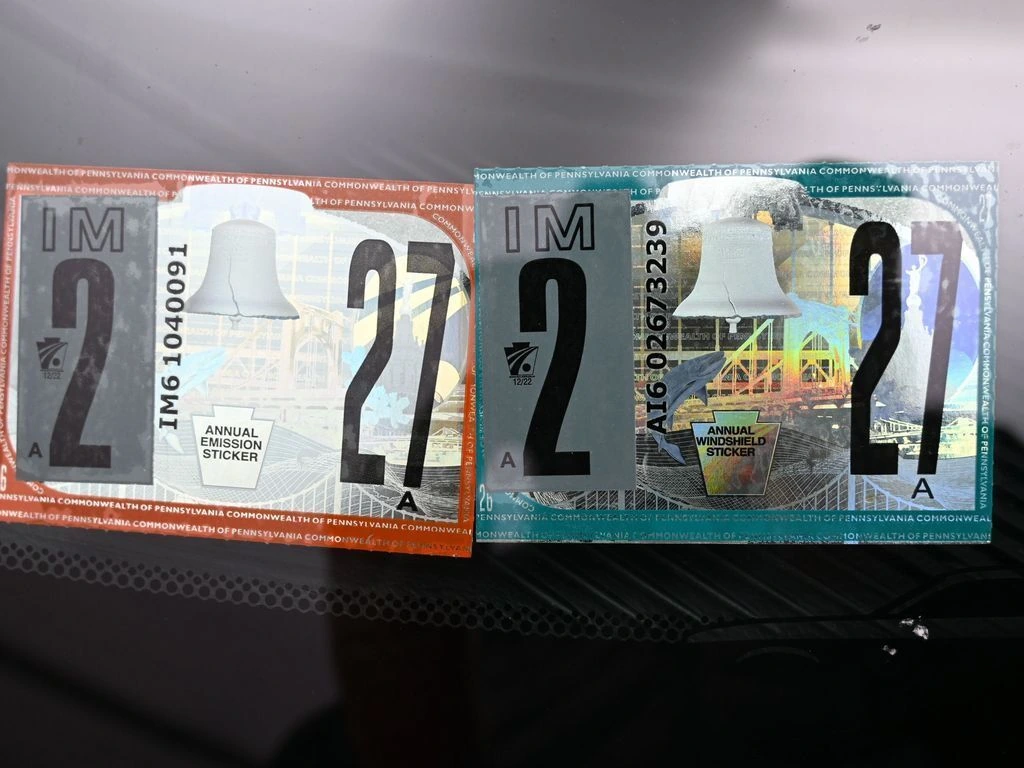 COMMONWEALTH OF PENNSYLVANIA COMMONWEALTH OF PENNSYLVANIA
IM
2
A
12/22
IM6 1040091
27
A
ANNUAL
EMISSION
STICKER
COMMONWEALTH OF PENNSYLVANIA COMMONWEALTH OF PENNSYLVANIA
COMMONWEALTH OF PENNSYLVANIA COMMONWEALTH OF PENNSYLVANIA
IM
2
A
12/22
AI6 02673239
27
A
ANNUAL
WINDSHIELD
STICKER
26
COMMONWEALTH OF PENNSYLVANIA COMMONWEALTH OF PENNSYLVANIA